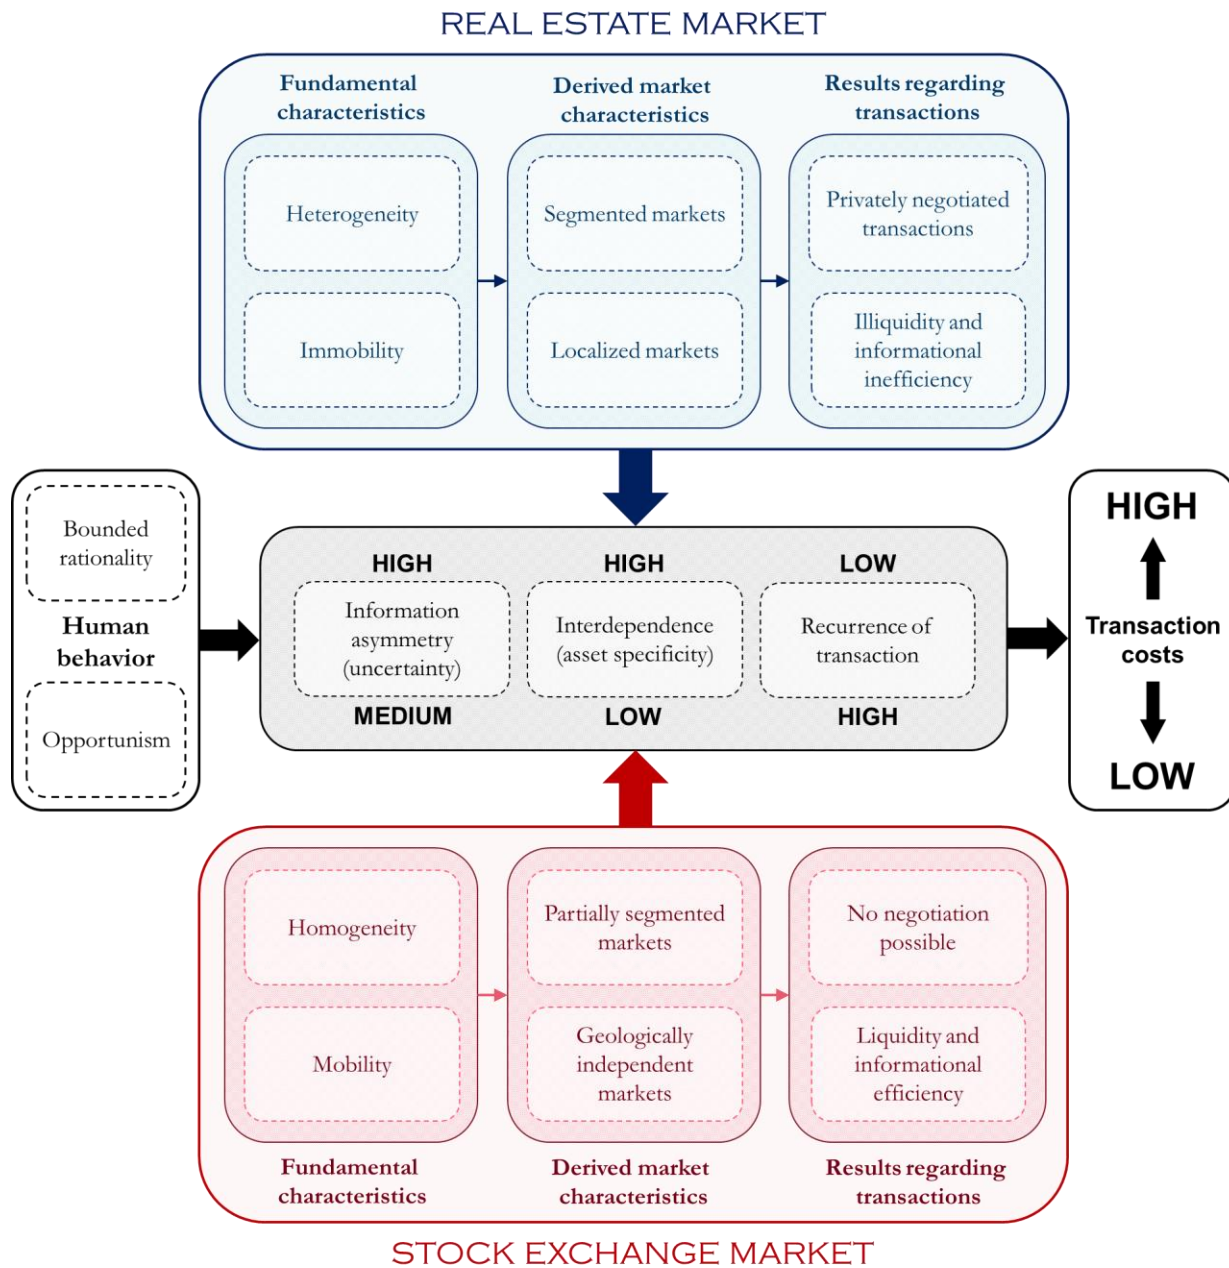 REAL ESTATE MARKET
Fundamental
characteristics
Heterogeneity
Immobility
Derived market
characteristics
Segmented markets
Localized markets
Results regarding
transactions
Privately negotiated
transactions
Illiquidity and
informational
inefficiency
Bounded
rationality
Human
behavior
Opportunism
HIGH
Information
asymmetry
(uncertainty)
MEDIUM
HIGH
Interdependence
(asset specificity)
LOW
LOW
Recurrence of
transaction
HIGH
HIGH
Transaction
costs
LOW
Homogeneity
Mobility
Fundamental
characteristics
Partially segmented
markets
Geologically
independent
markets
Derived market
characteristics
No negotiation
possible
Liquidity and
informational
efficiency
Results regarding
transactions
STOCK EXCHANGE MARKET